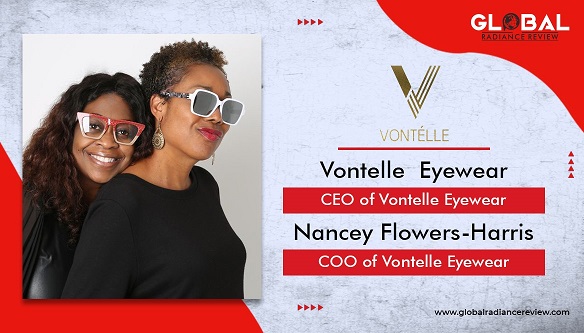 GLOBAL
RADIANCE REVIEW
VONTÉLLE
Vontelle Eyewear
CEO of Vontelle Eyewear
Nancey Flowers-Harris
COO of Vontelle Eyewear
www.globalradiancereview.com